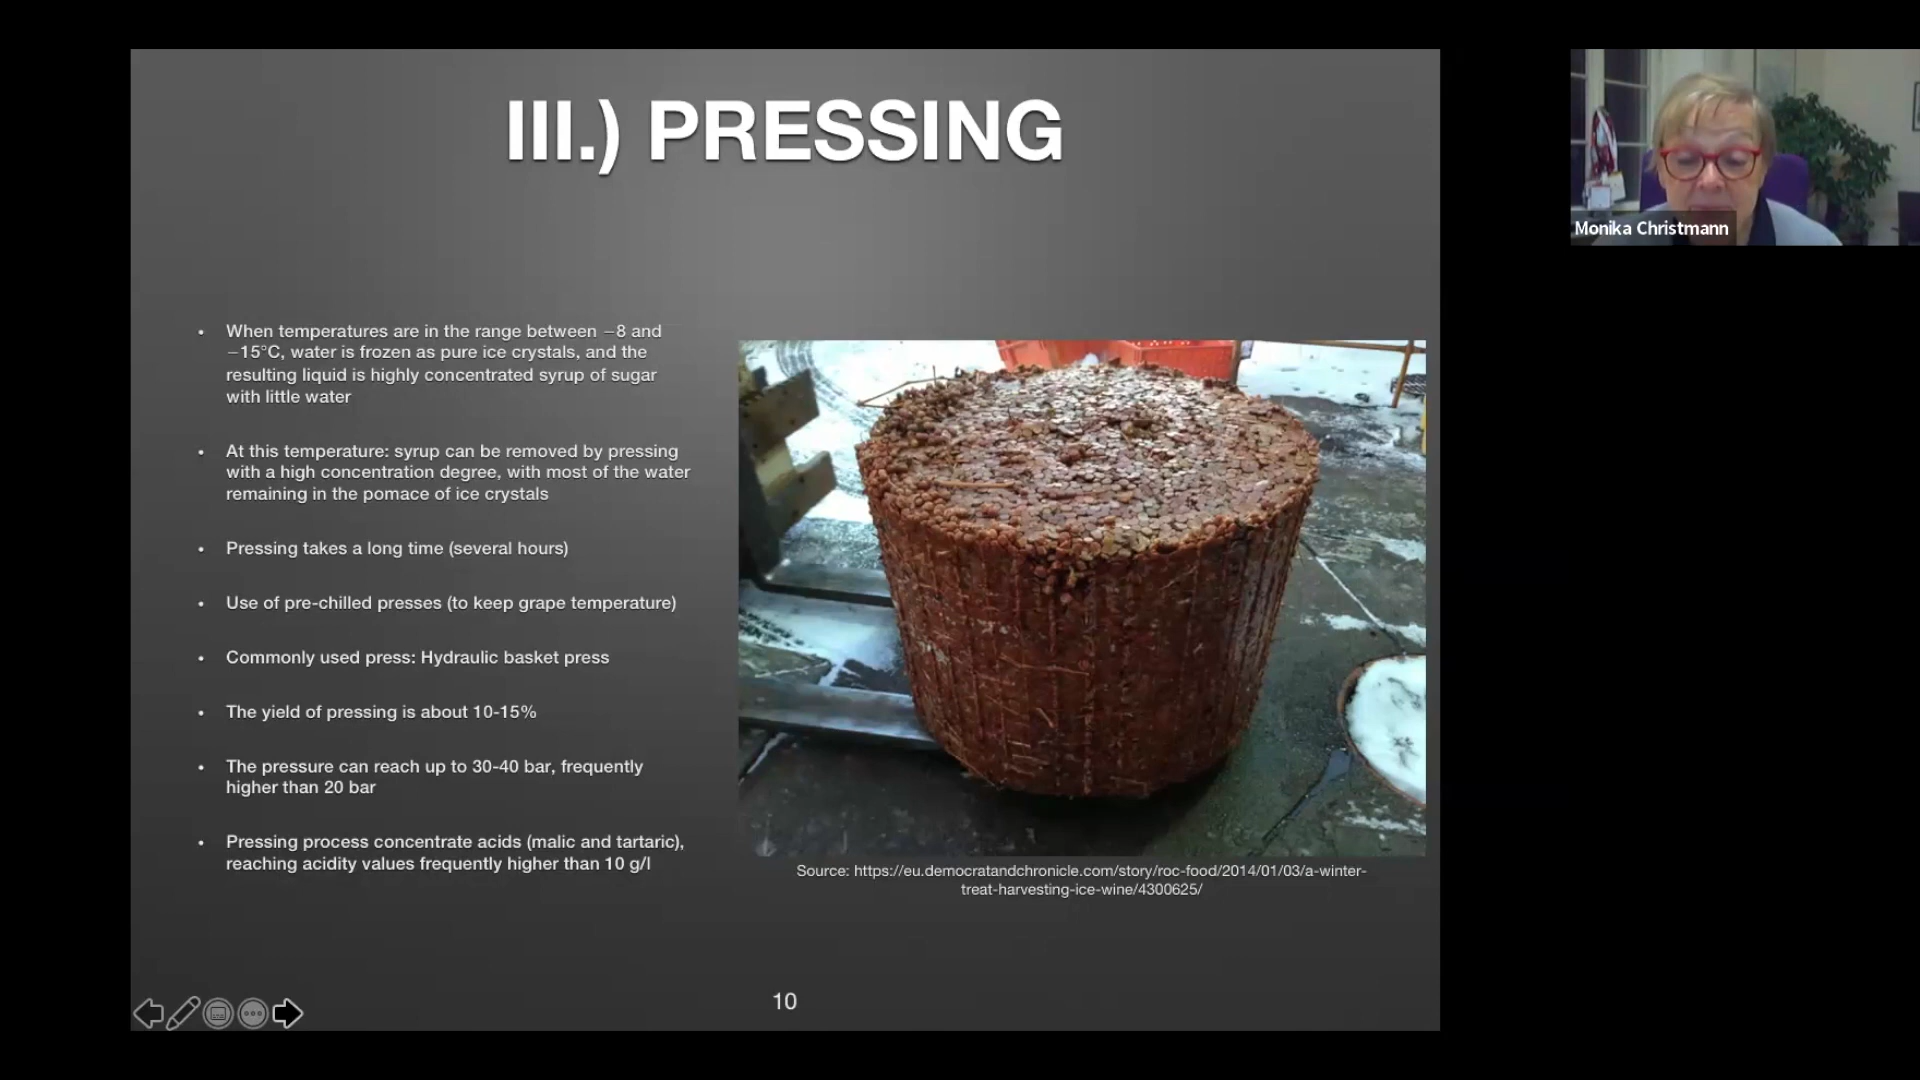 III.) PRESSING
Monika Christmann
• When temperatures are in the range between −8 and
−15°C, water is frozen as pure ice crystals, and the
resulting liquid is highly concentrated syrup of sugar
with little water
• At this temperature: syrup can be removed by pressing
with a high concentration degree, with most of the water
remaining in the pomace of ice crystals
• Pressing takes a long time (several hours)
• Use of pre-chilled presses (to keep grape temperature)
• Commonly used press: Hydraulic basket press
• The yield of pressing is about 10-15%
• The pressure can reach up to 30-40 bar, frequently
higher than 20 bar
• Pressing process concentrate acids (malic and tartaric),
reaching acidity values frequently higher than 10 g/l
Source: https://eu.democratandchronicle.com/story/roc-food/2014/01/03/a-winter-
treat-harvesting-ice-wine/4300625/
10